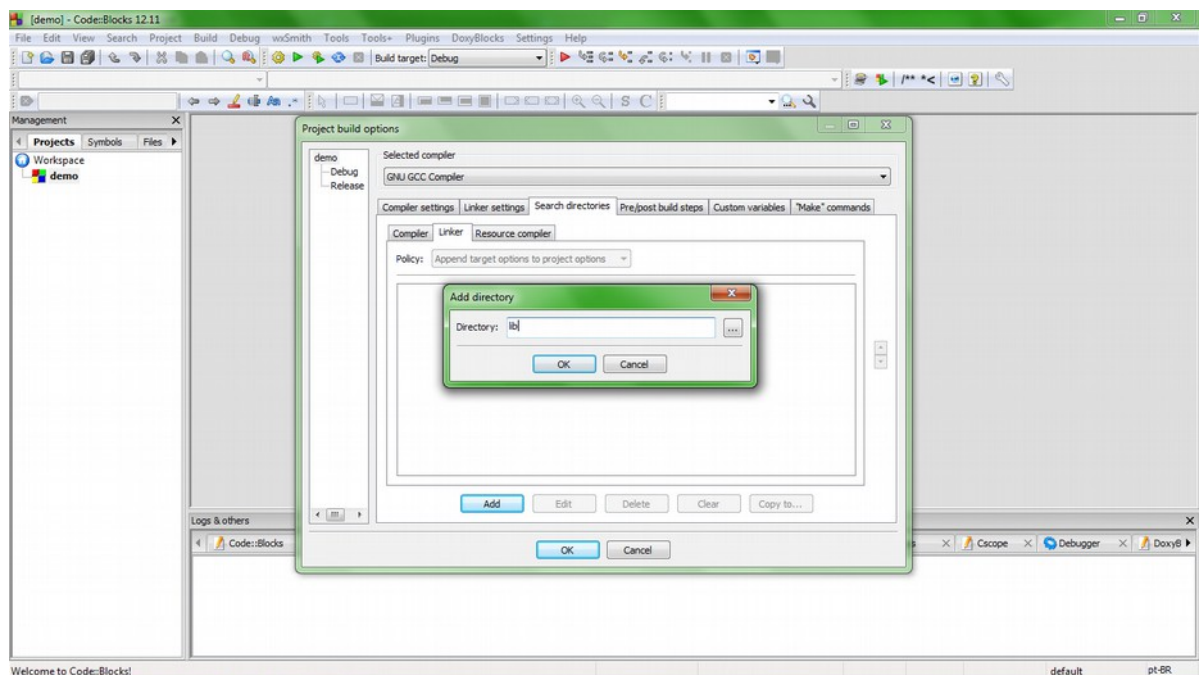 [demo] - Code::Blocks 12.11
File Edit View Search Project Build Debug wxSmith Tools Tools+ Plugins DoxyBlocks Settings Help
Build target: Debug
/** *<
S C
Management
Projects Symbols Files
Workspace
demo
Project build options
demo
Debug
Release
Selected compiler
GNU GCC Compiler
Compiler settings Linker settings Search directories Pre/post build steps Custom variables "Make" commands
Compiler Linker Resource compiler
Policy: Append target options to project options
Add directory
Directory: lib
...
OK Cancel
Add Edit Delete Clear Copy to...
OK Cancel
Logs & others
Code::Blocks
s Cscope Debugger DoxyB
Welcome to Code::Blocks!
default pt-BR